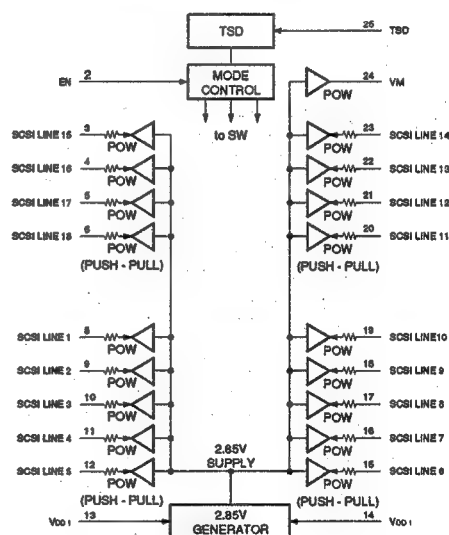 TSD
25
TSD
EN
2
MODE
CONTROL
24
VM
POW
to SW
SCSI LINE 15
3
POW
23
SCSI LINE 14
POW
SCSI LINE 16
4
POW
22
SCSI LINE 13
POW
SCSI LINE 17
5
POW
21
SCSI LINE 12
POW
SCSI LINE 18
6
POW
20
SCSI LINE 11
POW
(PUSH - PULL)
(PUSH - PULL)
SCSI LINE 1
8
POW
19
SCSI LINE10
POW
SCSI LINE 2
9
POW
18
SCSI LINE 9
POW
SCSI LINE 3
10
POW
17
SCSI LINE 8
POW
SCSI LINE 4
11
POW
16
SCSI LINE 7
POW
SCSI LINE 5
12
POW
2.85V
SUPPLY
15
SCSI LINE 6
POW
(PUSH - PULL)
(PUSH - PULL)
VDD 1
13
2.85V
GENERATOR
14
VDD 1